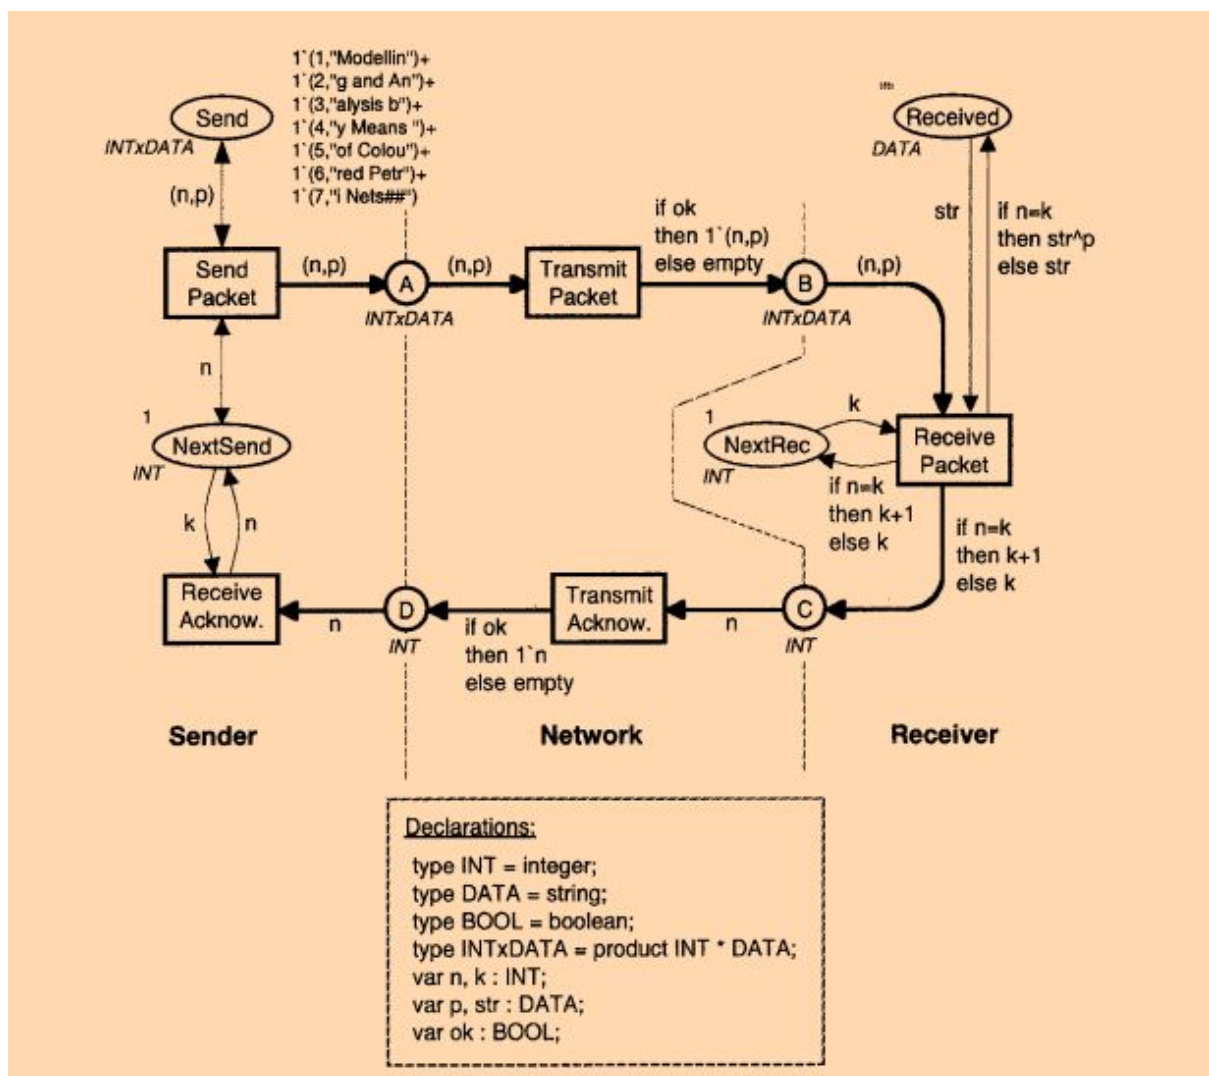 1`(1,"Modellin")+
1`(2,"g and An")+
1`(3,"alysis b")+
1`(4,"y Means ")+
1`(5,"of Colou")+
1`(6,"red Petr")+
1`(7,"i Nets##")
Send
INTxDATA
(n,p)
Send
Packet
(n,p)
A
INTxDATA
(n,p)
Transmit
Packet
if ok
then 1`(n,p)
else empty
B
INTxDATA
(n,p)
Received
DATA
str
if n=k
then str^p
else str
n
1
NextSend
INT
k
n
1
NextRec
INT
k
if n=k
then k+1
else k
Receive
Packet
if n=k
then k+1
else k
Receive
Acknow.
n
D
INT
if ok
then 1`n
else empty
Transmit
Acknow.
n
C
INT
Sender
Network
Receiver
Declarations:
type INT = integer;
type DATA = string;
type BOOL = boolean;
type INTxDATA = product INT * DATA;
var n, k : INT;
var p, str : DATA;
var ok : BOOL;